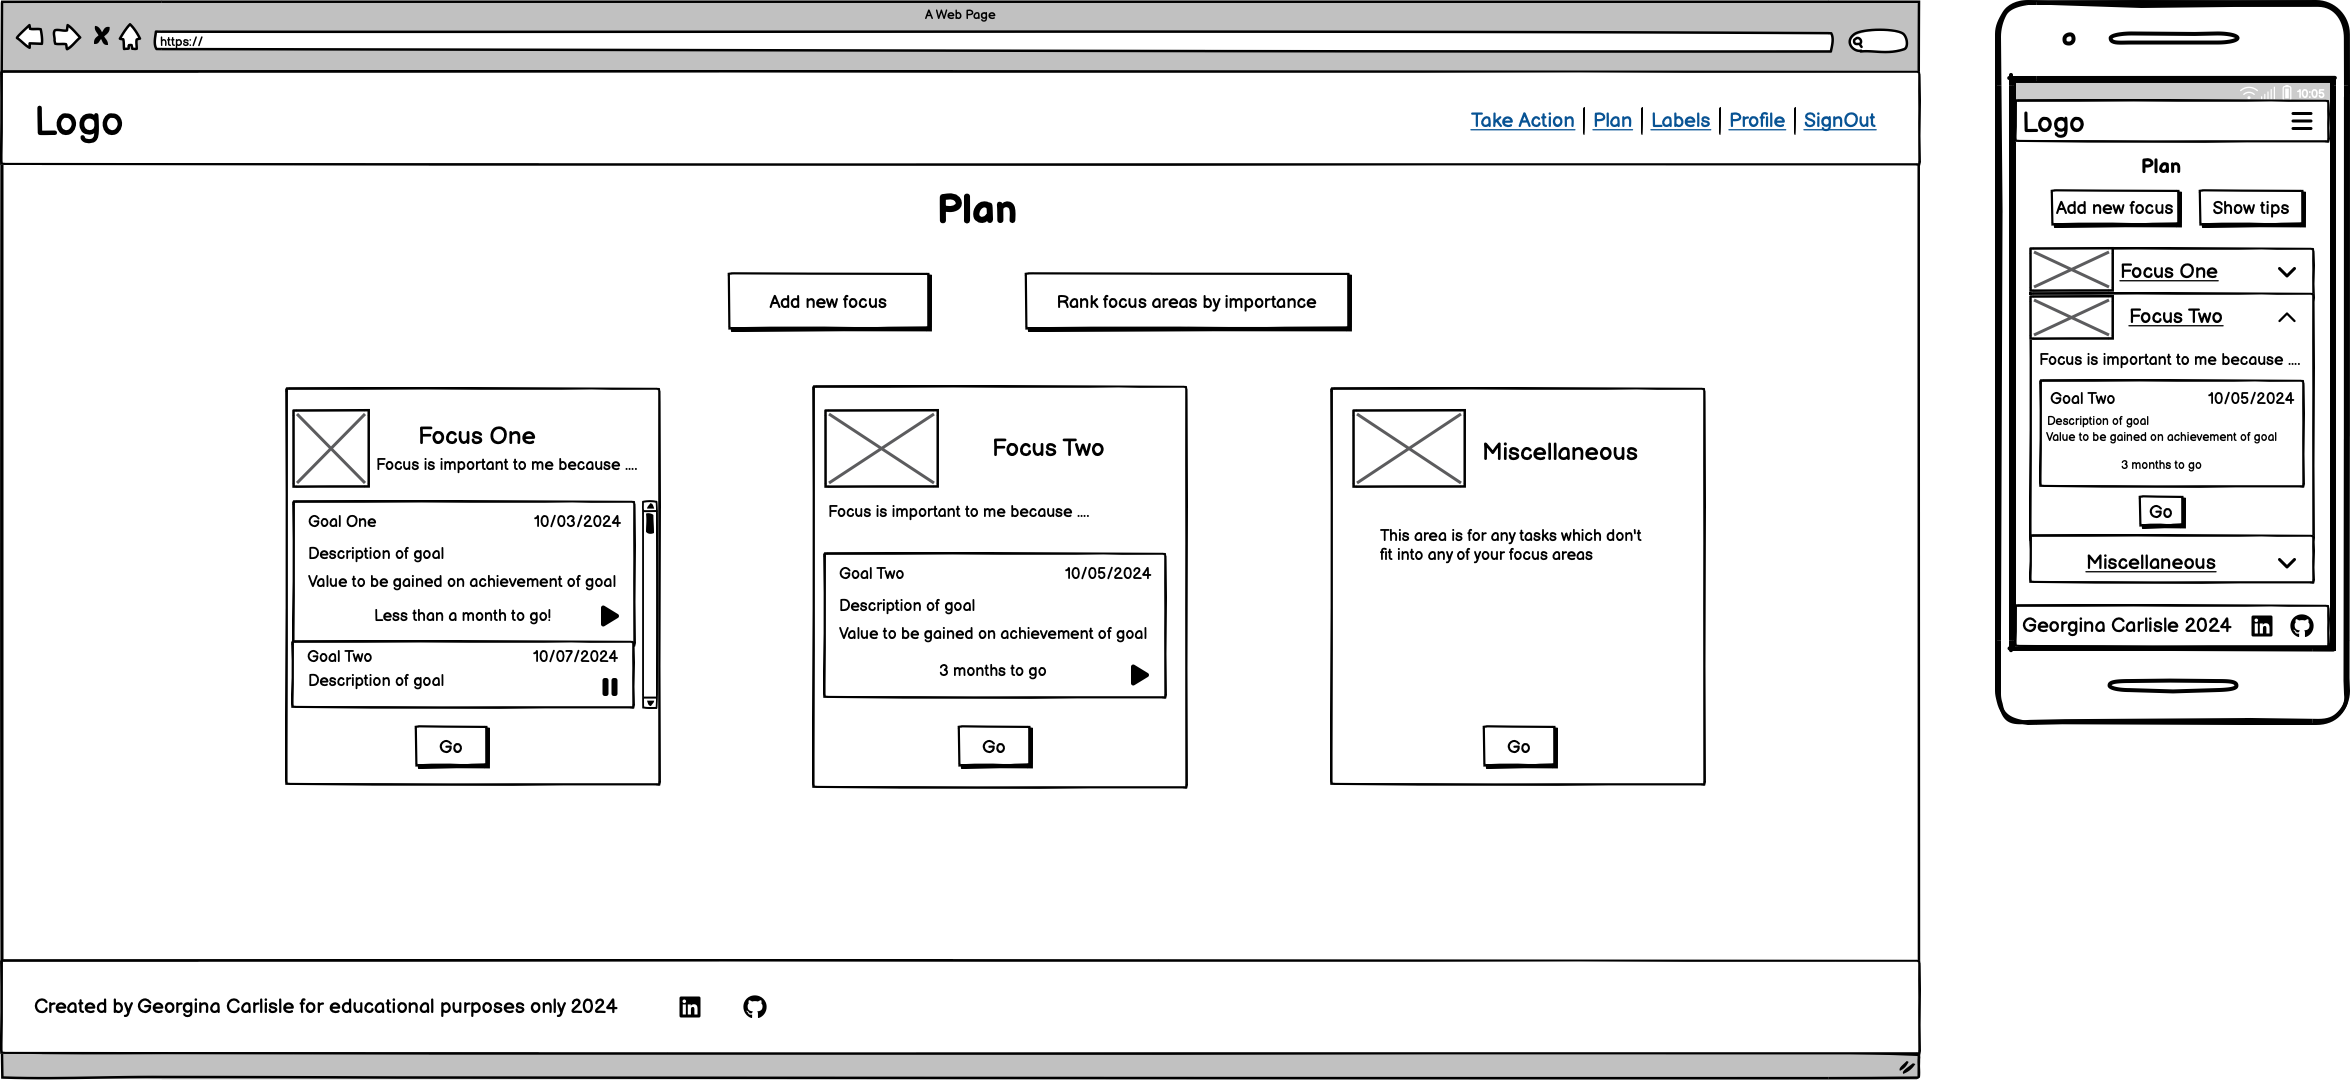 A Web Page
https://
Logo
Take Action | Plan | Labels | Profile | SignOut
Plan
Add new focus
Rank focus areas by importance
Focus One
Focus is important to me because ....
Goal One 10/03/2024
Description of goal
Value to be gained on achievement of goal
Less than a month to go!
Goal Two 10/07/2024
Description of goal
Go
Focus Two
Focus is important to me because ....
Goal Two 10/05/2024
Description of goal
Value to be gained on achievement of goal
3 months to go
Go
Miscellaneous
This area is for any tasks which don't
fit into any of your focus areas
Go
Created by Georgina Carlisle for educational purposes only 2024
10:05
Logo
Plan
Add new focus
Show tips
Focus One
Focus Two
Focus is important to me because ....
Goal Two 10/05/2024
Description of goal
Value to be gained on achievement of goal
3 months to go
Go
Miscellaneous
Georgina Carlisle 2024